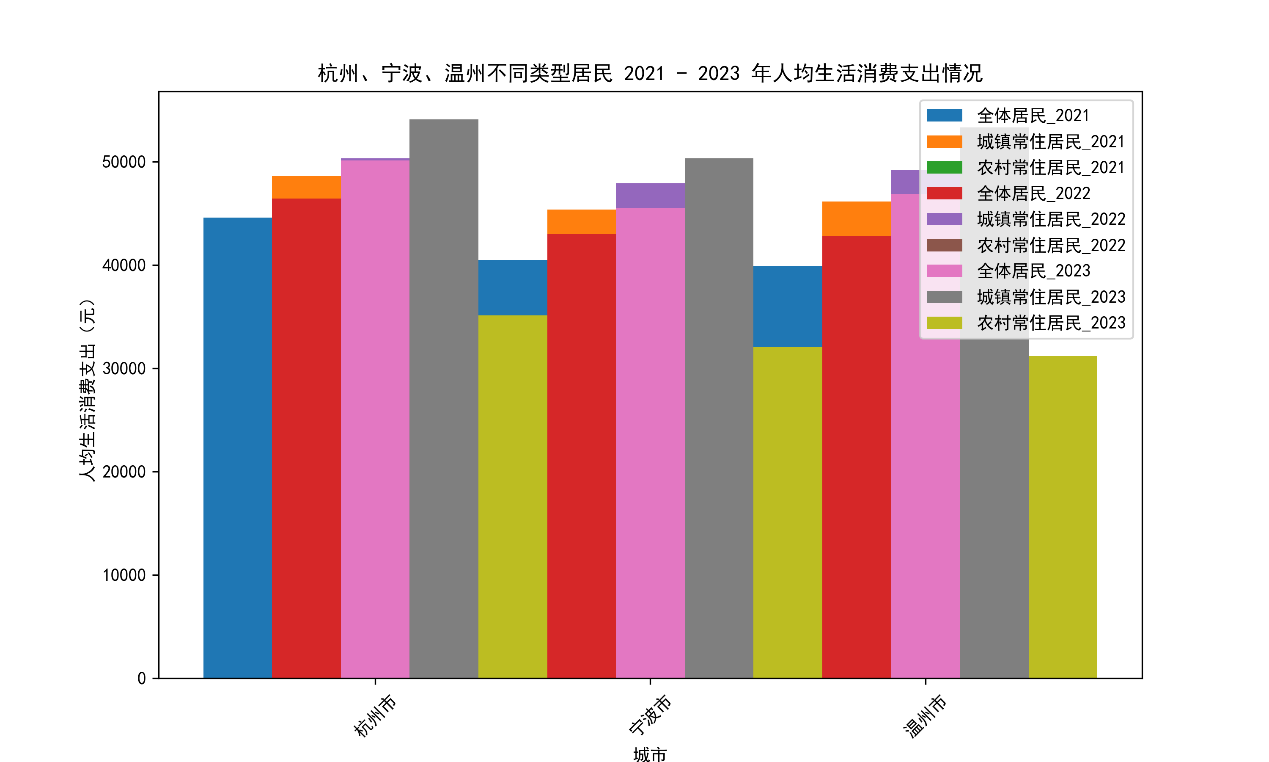 杭州、宁波、温州不同类型居民 2021 - 2023 年人均生活消费支出情况
全体居民_2021
城镇常住居民_2021
农村常住居民_2021
全体居民_2022
城镇常住居民_2022
农村常住居民_2022
全体居民_2023
城镇常住居民_2023
农村常住居民_2023
人均生活消费支出（元）
50000
40000
30000
20000
10000
0
杭州市
宁波市
温州市
城市